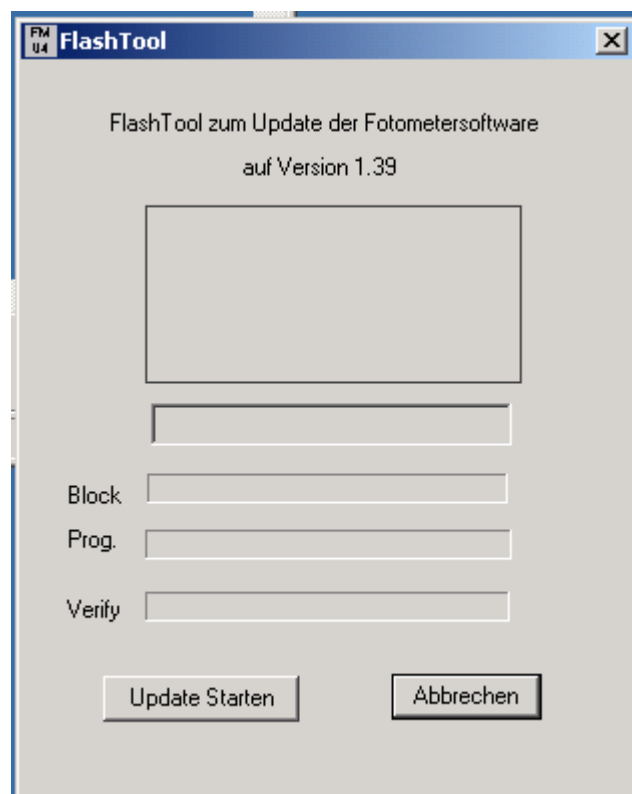 FM
U4
FlashTool
FlashTool zum Update der Fotometersoftware
auf Version 1.39
Block
Prog.
Verify
Update Starten
Abbrechen